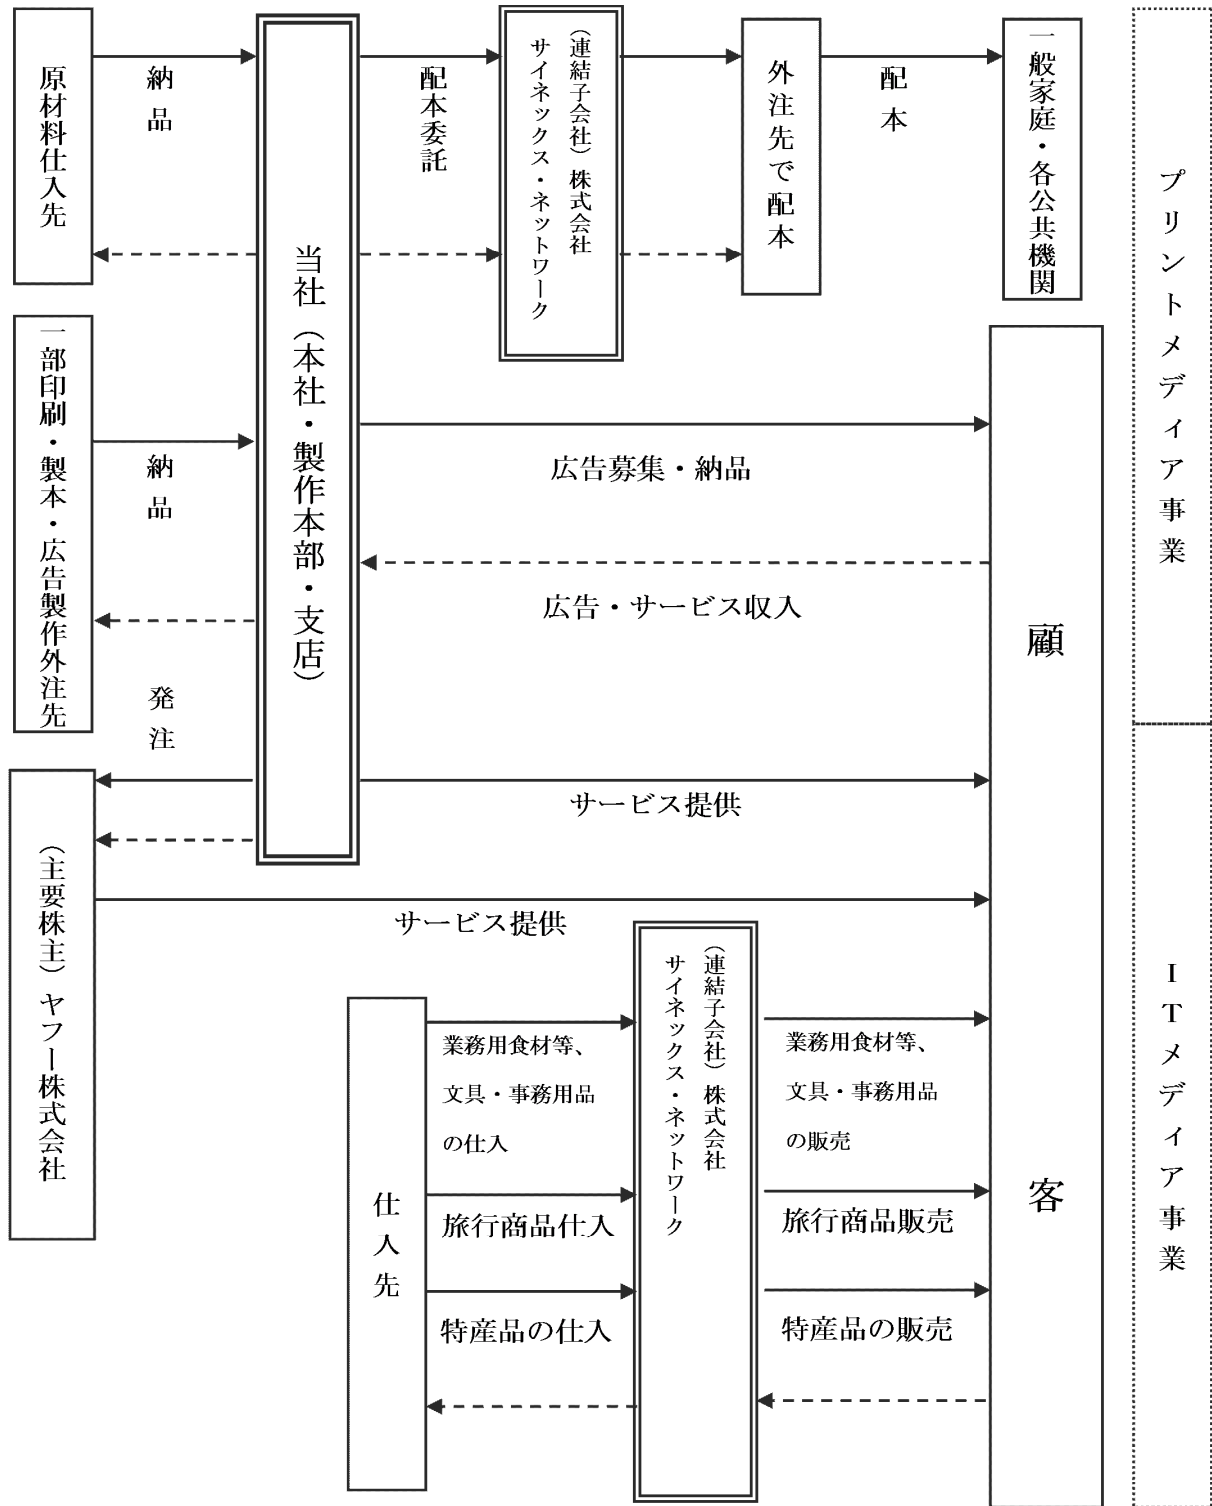 原材料仕入先
納品
当社（本社・製作本部・支店）
配本委託
（連結子会社）株式会社
サイネックス・ネットワーク
外注先で配本
配本
一般家庭・各公共機関
プリントメディア事業
一部印刷・製本・広告製作外注先
納品
広告募集・納品
広告・サービス収入
顧客
発注
サービス提供
（主要株主）ヤフー株式会社
サービス提供
ITメディア事業
仕入先
業務用食材等、
文具・事務用品
の仕入
旅行商品仕入
特産品の仕入
（連結子会社）株式会社
サイネックス・ネットワーク
業務用食材等、
文具・事務用品
の販売
旅行商品販売
特産品の販売